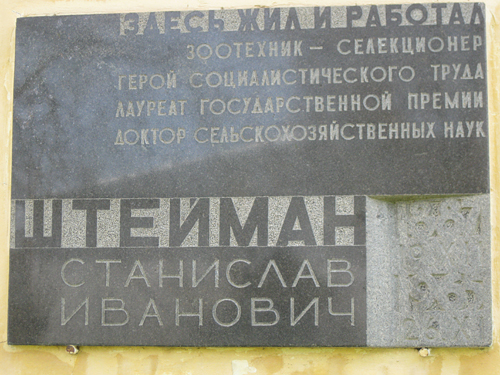 ЗДЕСЬ ЖИЛ И РАБОТАЛ
ЗООТЕХНИК – СЕЛЕКЦИОНЕР
ГЕРОЙ СОЦИАЛИСТИЧЕСКОГО ТРУДА
ЛАУРЕАТ ГОСУДАРСТВЕННОЙ ПРЕМИИ
ДОКТОР СЕЛЬСКОХОЗЯЙСТВЕННЫХ НАУК
ШТЕЙМАН
СТАНИСЛАВ
ИВАНОВИЧ